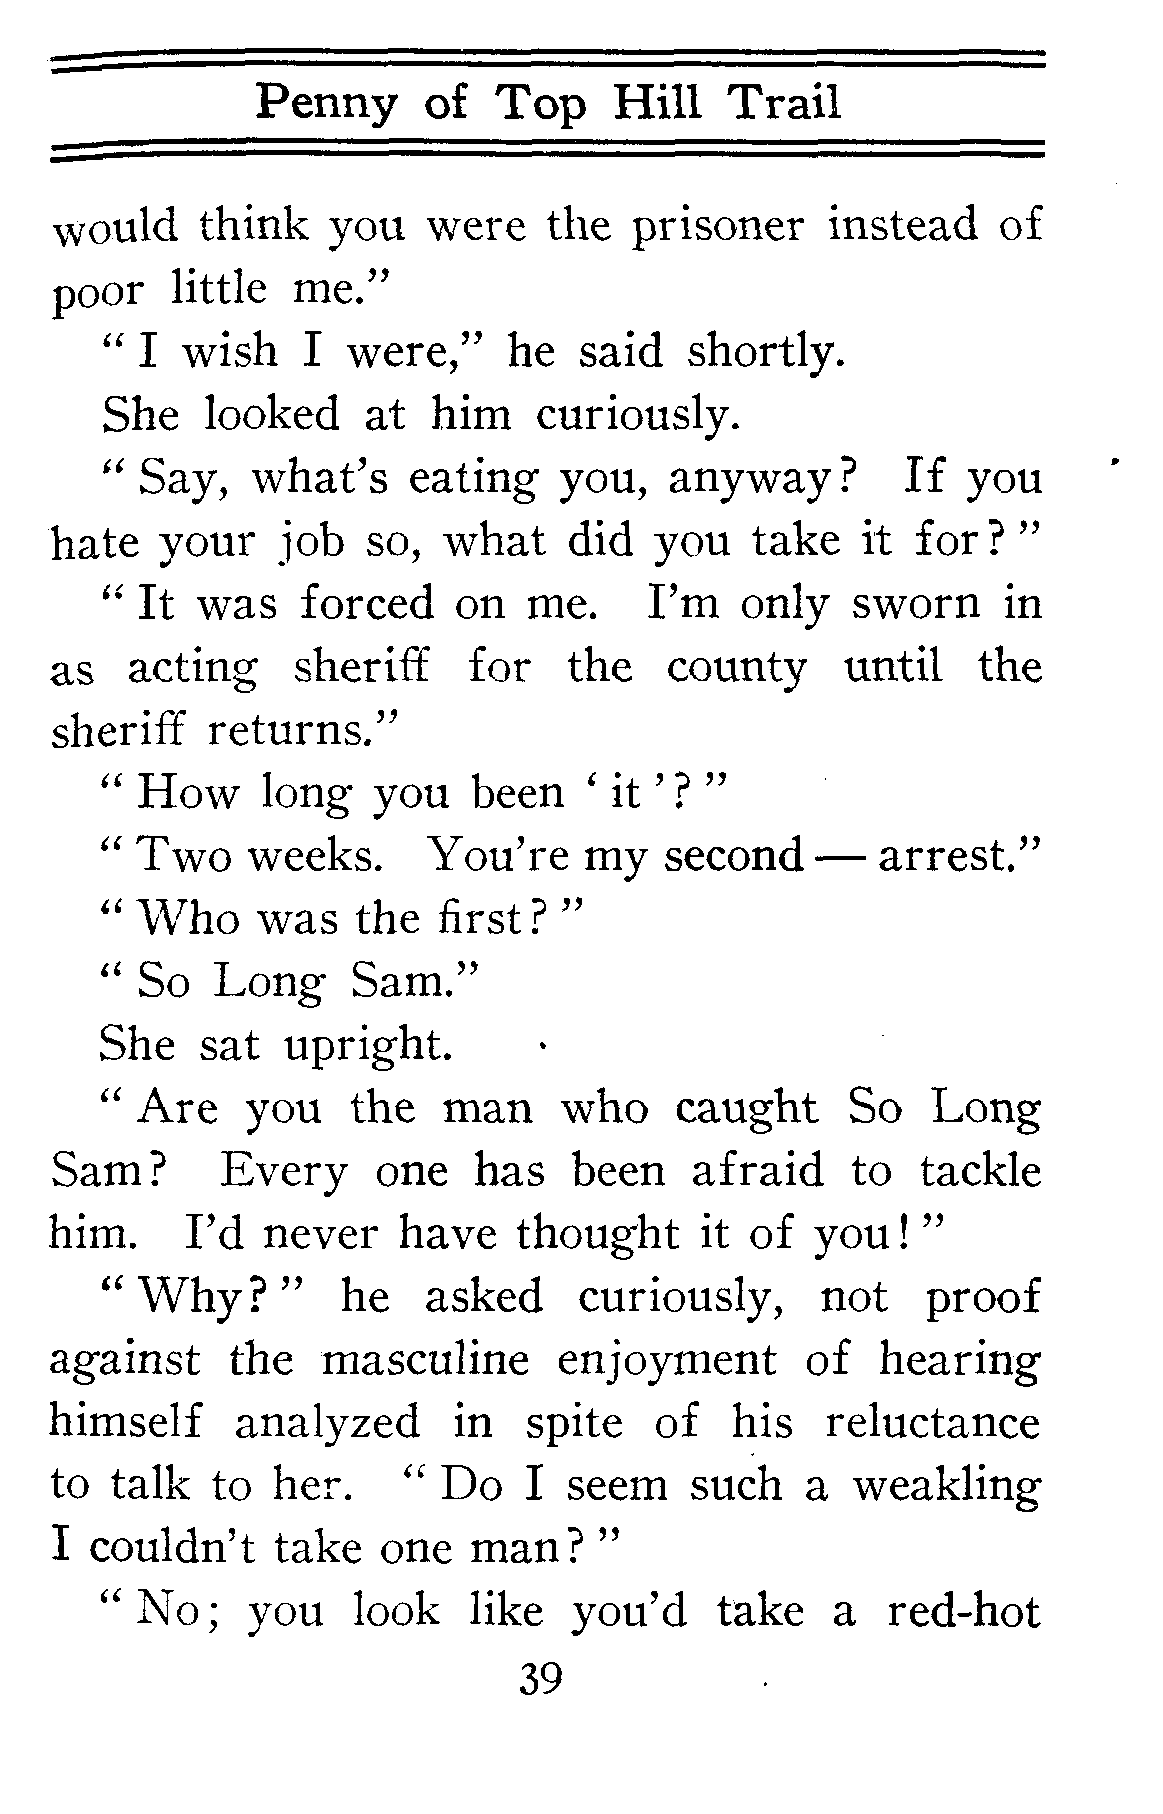 Penny of Top Hill Trail
would think you were the prisoner instead of
poor little me.”
“ I wish I were,” he said shortly.
She looked at him curiously.
“ Say, what’s eating you, anyway? If you
hate your job so, what did you take it for? ”
“ It was forced on me. I’m only sworn in
as acting sheriff for the county until the
sheriff returns.”
“ How long you been ‘ it ’? ”
“ Two weeks. You’re my second — arrest.”
“ Who was the first? ”
“ So Long Sam.”
She sat upright.
“ Are you the man who caught So Long
Sam? Every one has been afraid to tackle
him. I’d never have thought it of you! ”
“ Why? ” he asked curiously, not proof
against the masculine enjoyment of hearing
himself analyzed in spite of his reluctance
to talk to her. “ Do I seem such a weakling
I couldn’t take one man? ”
“ No; you look like you’d take a red-hot
39